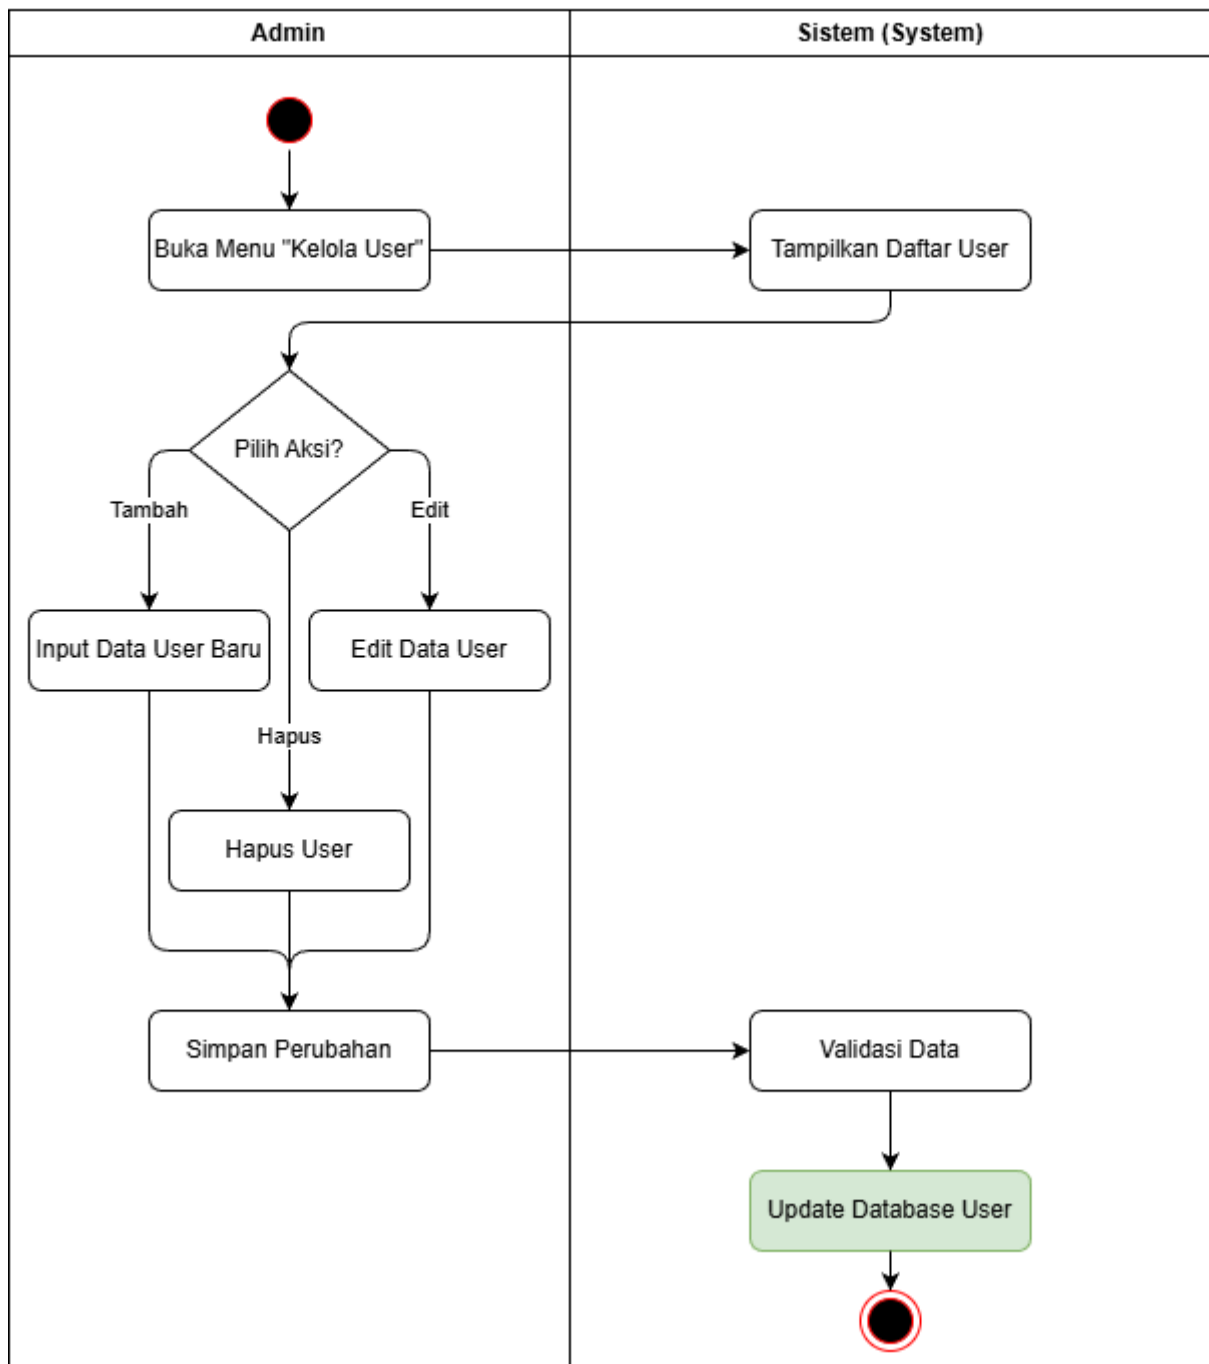 Admin
Sistem (System)
Buka Menu "Kelola User"
Tampilkan Daftar User
Pilih Aksi?
Tambah
Edit
Input Data User Baru
Edit Data User
Hapus
Hapus User
Simpan Perubahan
Validasi Data
Update Database User